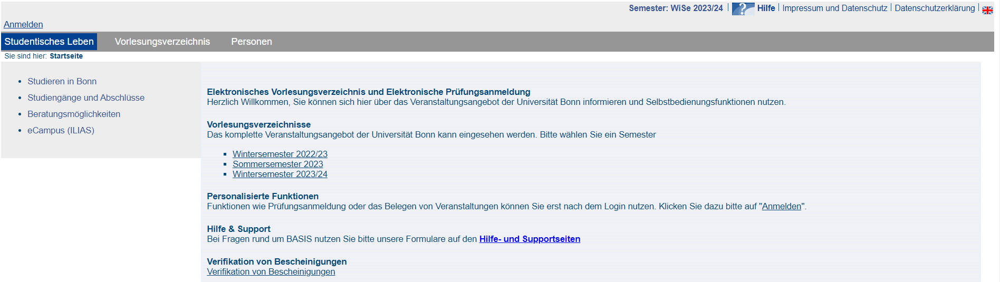 Semester: WiSe 2023/24 | ? Hilfe | Impressum und Datenschutz | Datenschutzerklärung |
Anmelden
Studentisches Leben Vorlesungsverzeichnis Personen
Sie sind hier: Startseite
• Studieren in Bonn
• Studiengänge und Abschlüsse
• Beratungsmöglichkeiten
• eCampus (ILIAS)
Elektronisches Vorlesungsverzeichnis und Elektronische Prüfungsanmeldung
Herzlich Willkommen, Sie können sich hier über das Veranstaltungsangebot der Universität Bonn informieren und Selbstbedienungsfunktionen nutzen.
Vorlesungsverzeichnisse
Das komplette Veranstaltungsangebot der Universität Bonn kann eingesehen werden. Bitte wählen Sie ein Semester
▪ Wintersemester 2022/23
▪ Sommersemester 2023
▪ Wintersemester 2023/24
Personalisierte Funktionen
Funktionen wie Prüfungsanmeldung oder das Belegen von Veranstaltungen können Sie erst nach dem Login nutzen. Klicken Sie dazu bitte auf "Anmelden".
Hilfe & Support
Bei Fragen rund um BASIS nutzen Sie bitte unsere Formulare auf den Hilfe- und Supportseiten
Verifikation von Bescheinigungen
Verifikation von Bescheinigungen